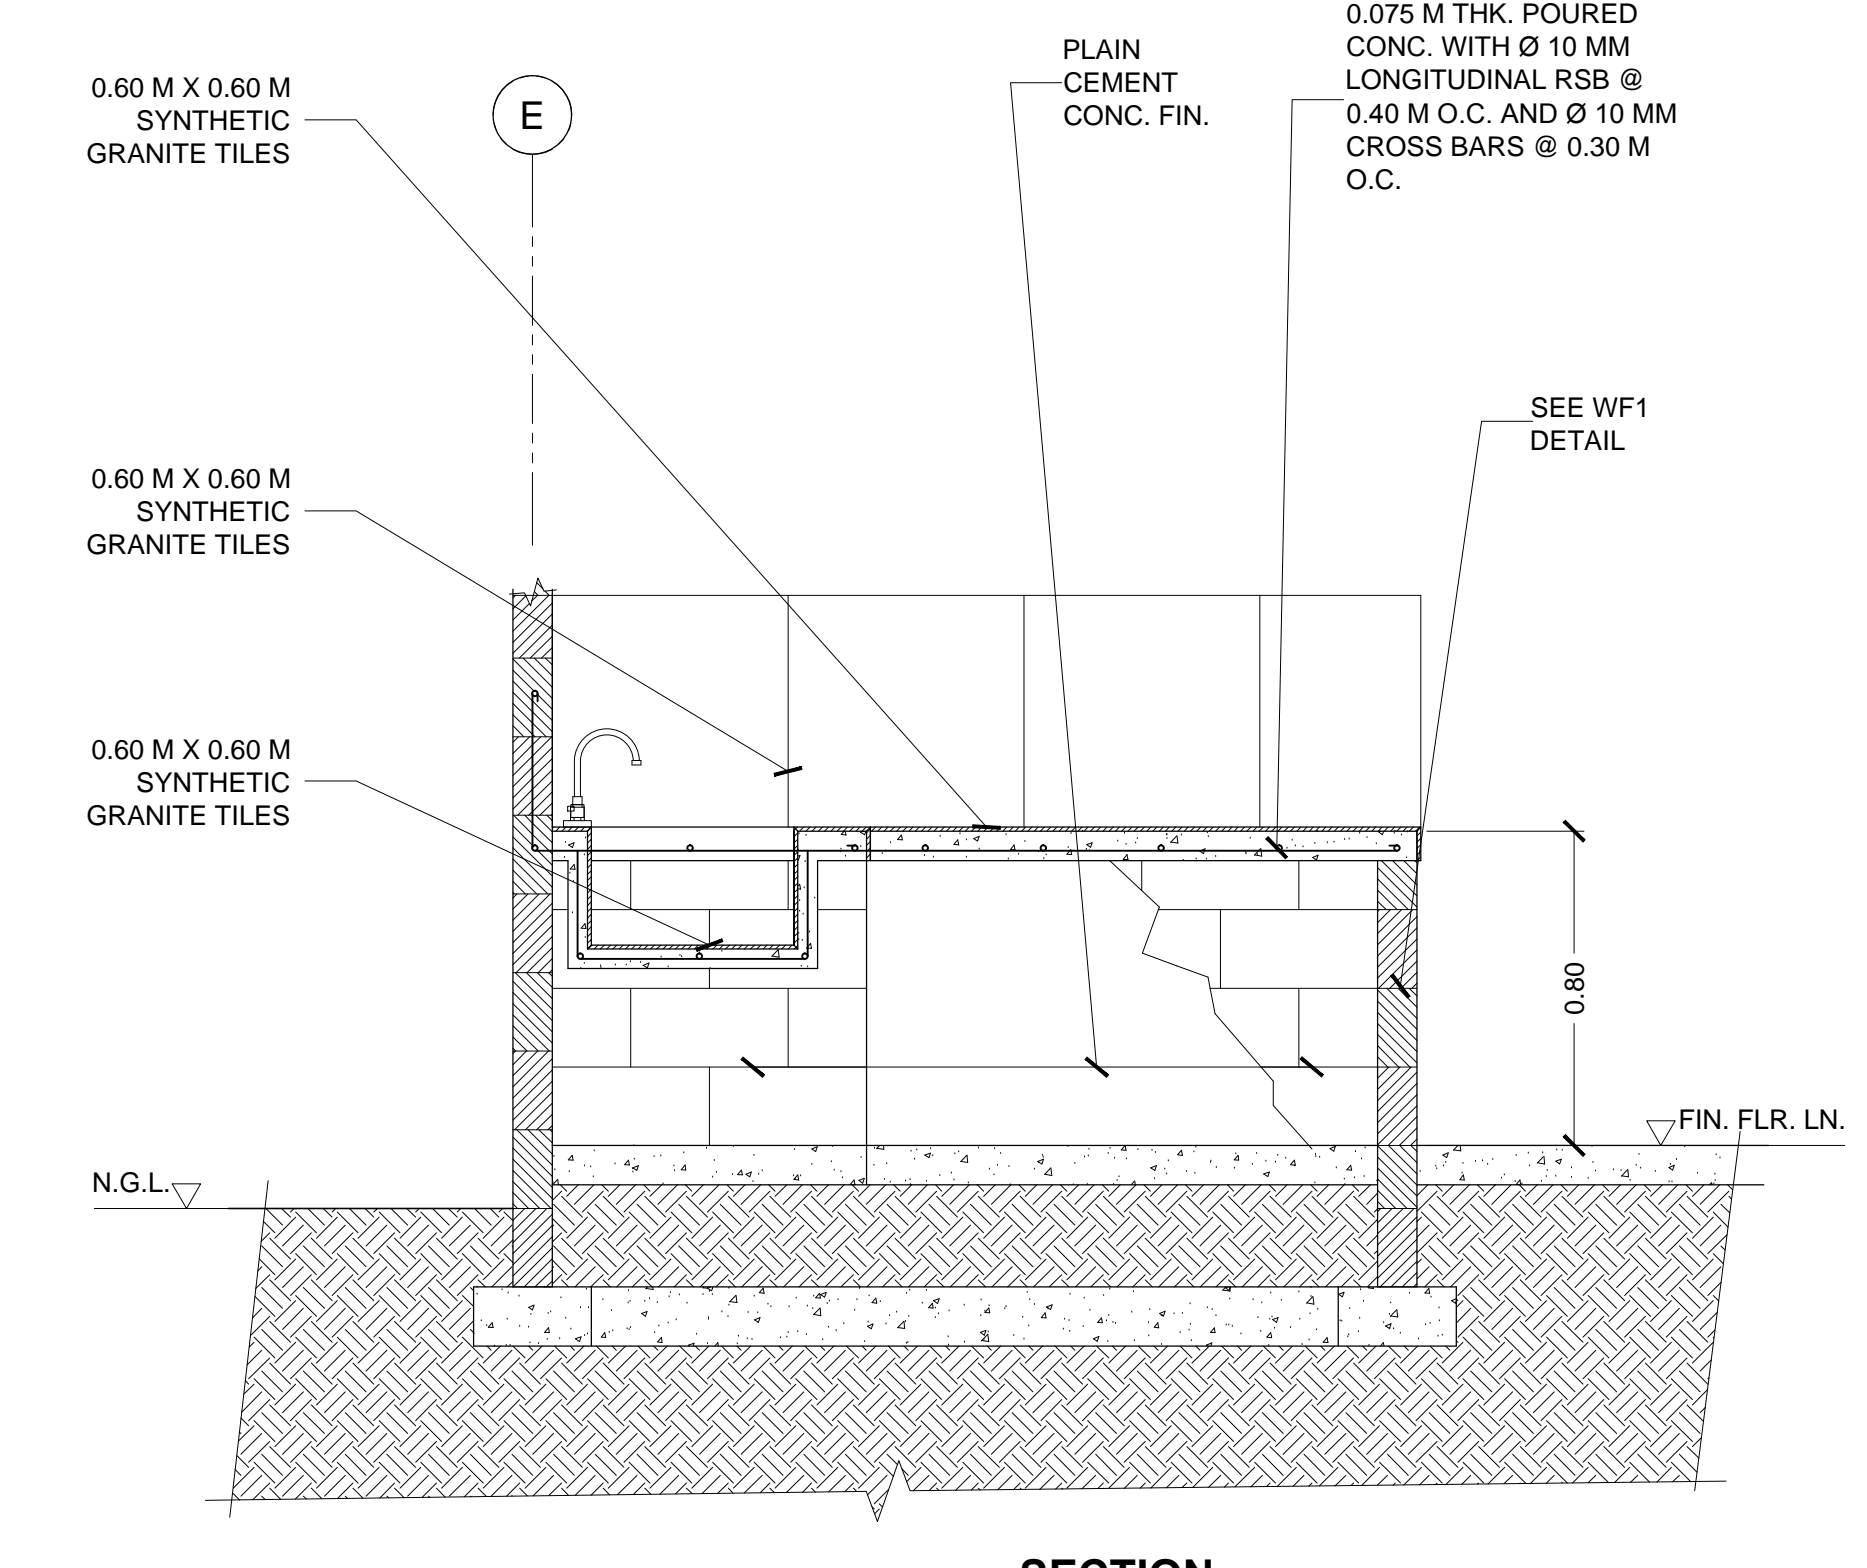 0.60 M X 0.60 M
SYNTHETIC
GRANITE TILES
E
PLAIN
CEMENT
CONC. FIN.
0.075 M THK. POURED
CONC. WITH Ø 10 MM
LONGITUDINAL RSB @
0.40 M O.C. AND Ø 10 MM
CROSS BARS @ 0.30 M
O.C.
SEE WF1
DETAIL
0.60 M X 0.60 M
SYNTHETIC
GRANITE TILES
0.60 M X 0.60 M
SYNTHETIC
GRANITE TILES
0.80
FIN. FLR. LN.
N.G.L.
SECTION